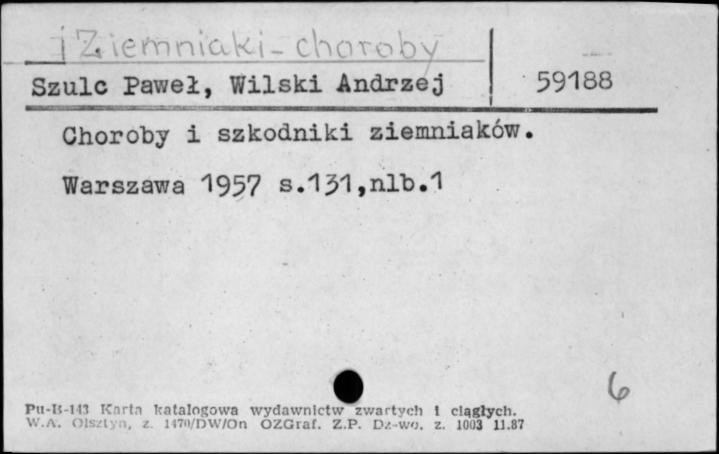 Ziemniaki - choroby
Szulc Paweł, Wilski Andrzej 59188
Choroby i szkodniki ziemniaków.
Warszawa 1957 s.131,nlb.1
6
Pu-B-143 Karta katalogowa wydawnictw zwartych i ciągłych.
W.A. Olsztyn, z. 1470/DW/On OZGraf. Z.P. Dz-wo. z. 1003 11.87